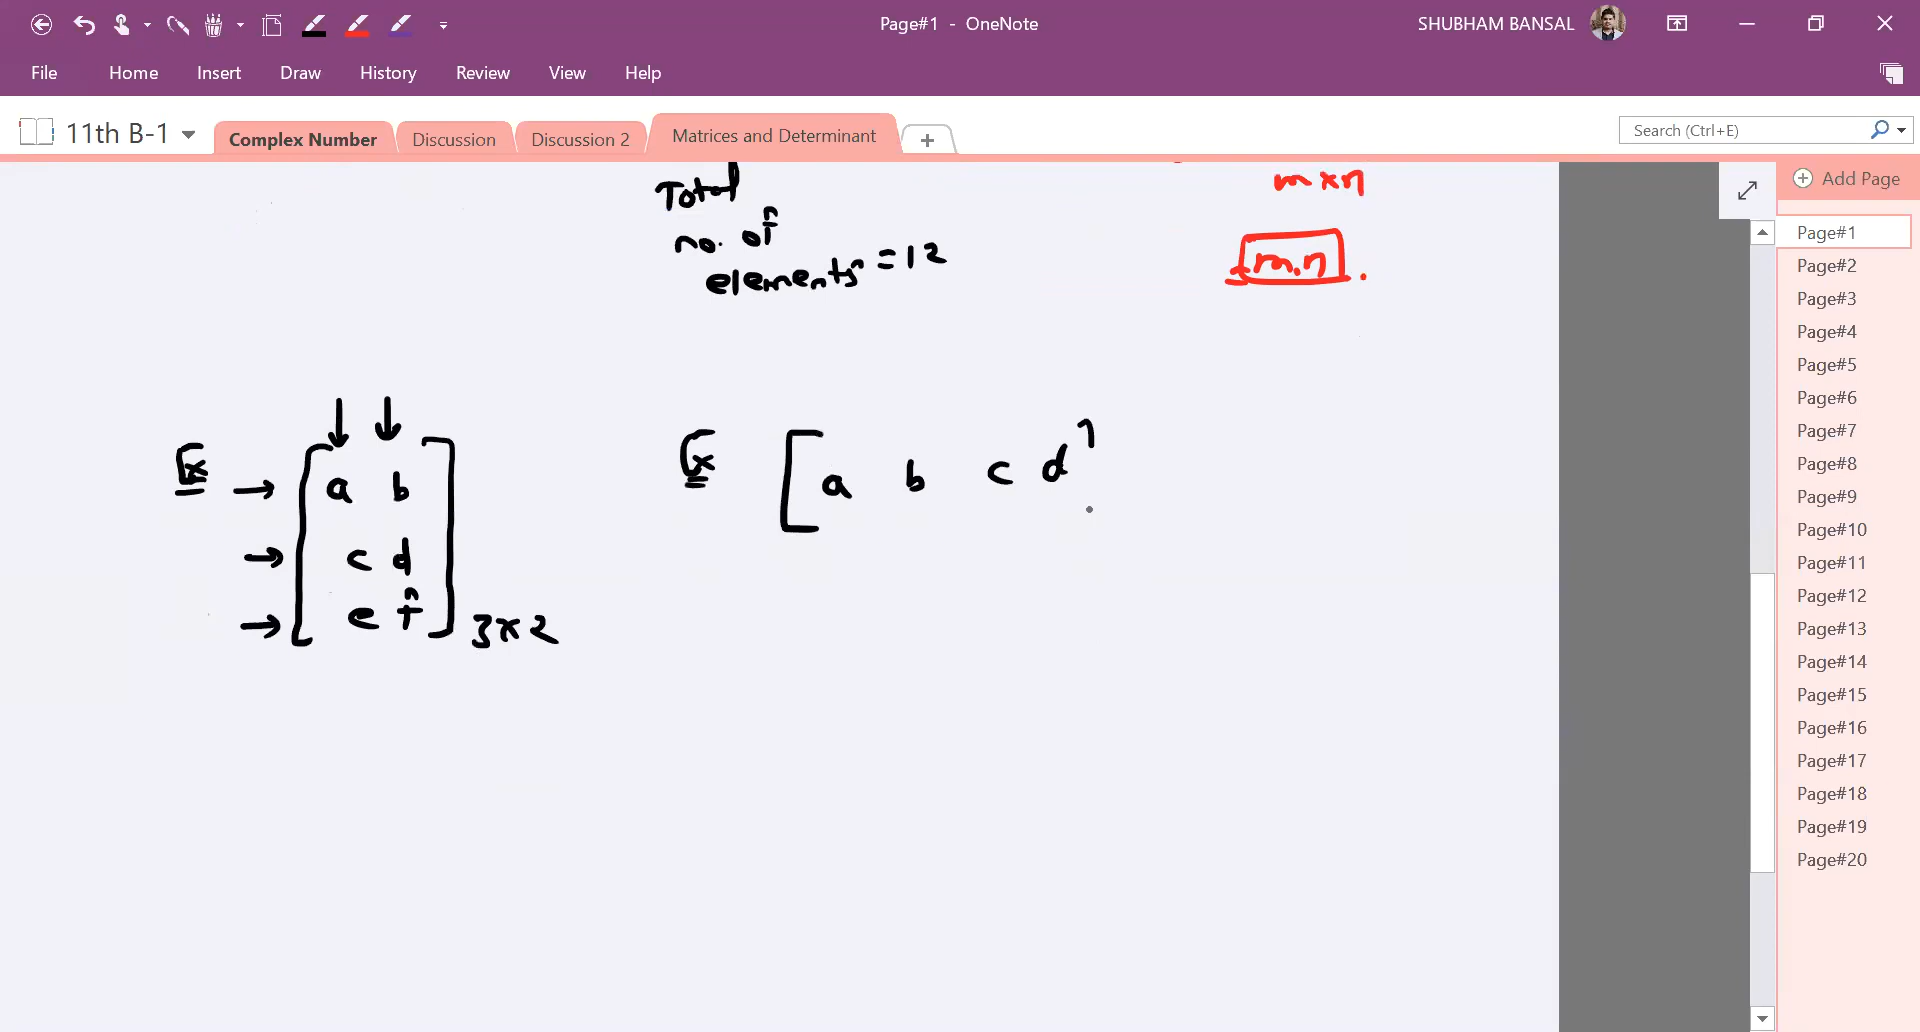 Page#1 - OneNote
SHUBHAM BANSAL
File Home Insert Draw History Review View Help
11th B-1
Complex Number
Discussion
Discussion 2
Matrices and Determinant
Search (Ctrl+E)
Add Page
Total
no. of
elements = 12
m×n
m.n
Ex
a b
c d
e f
3×2
Ex
a b c d
Page#1
Page#2
Page#3
Page#4
Page#5
Page#6
Page#7
Page#8
Page#9
Page#10
Page#11
Page#12
Page#13
Page#14
Page#15
Page#16
Page#17
Page#18
Page#19
Page#20